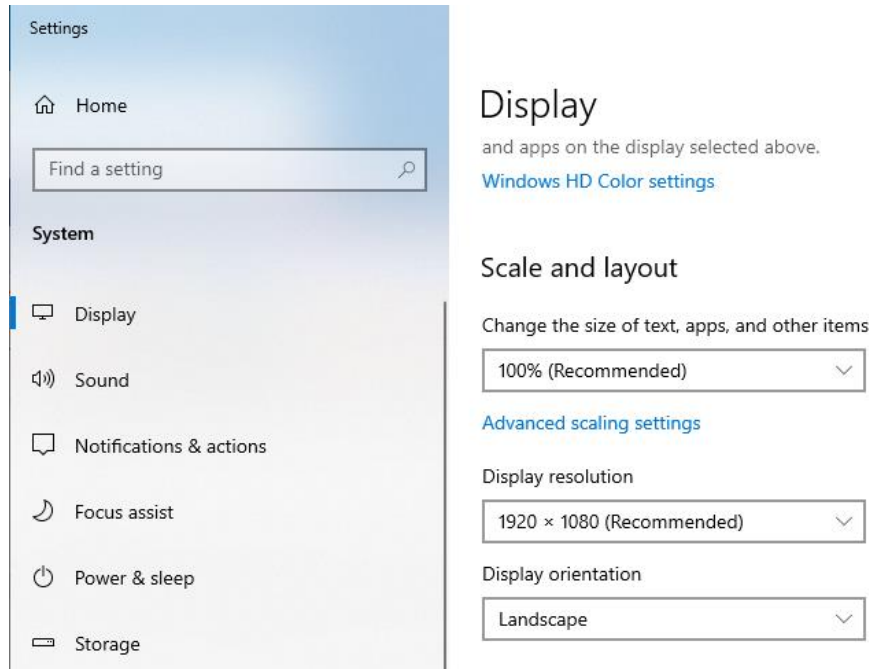 Settings
Home
Find a setting
System
Display
Sound
Notifications & actions
Focus assist
Power & sleep
Storage
Display
and apps on the display selected above.
Windows HD Color settings
Scale and layout
Change the size of text, apps, and other items
100% (Recommended)
Advanced scaling settings
Display resolution
1920 × 1080 (Recommended)
Display orientation
Landscape